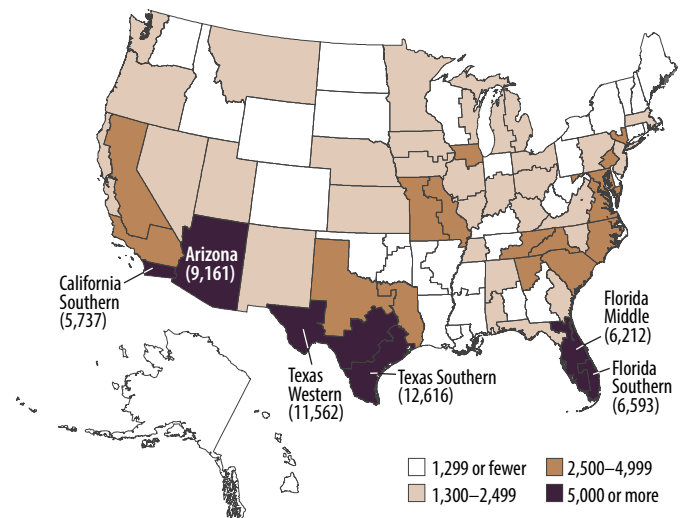 Arizona
(9,161)
California
Southern
(5,737)
Florida
Middle
(6,212)
Florida
Southern
(6,593)
Texas
Western
(11,562)
Texas Southern
(12,616)
1,299 or fewer
1,300–2,499
2,500–4,999
5,000 or more